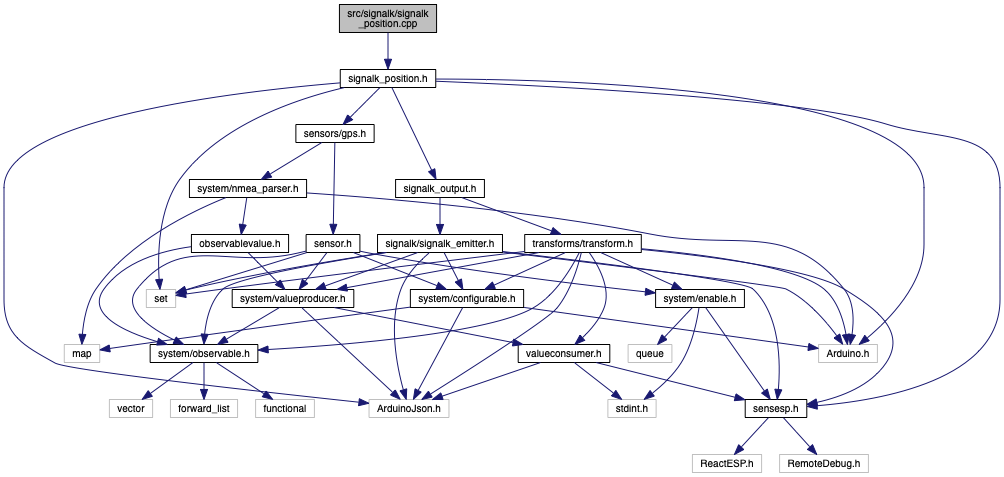 src/signalk/signalk
_position.cpp
signalk_position.h
sensors/gps.h
system/nmea_parser.h
signalk_output.h
observablevalue.h
sensor.h
signalk/signalk_emitter.h
transforms/transform.h
set
system/valueproducer.h
system/configurable.h
system/enable.h
map
system/observable.h
valueconsumer.h
queue
Arduino.h
vector
forward_list
functional
ArduinoJson.h
stdint.h
sensesp.h
ReactESP.h
RemoteDebug.h